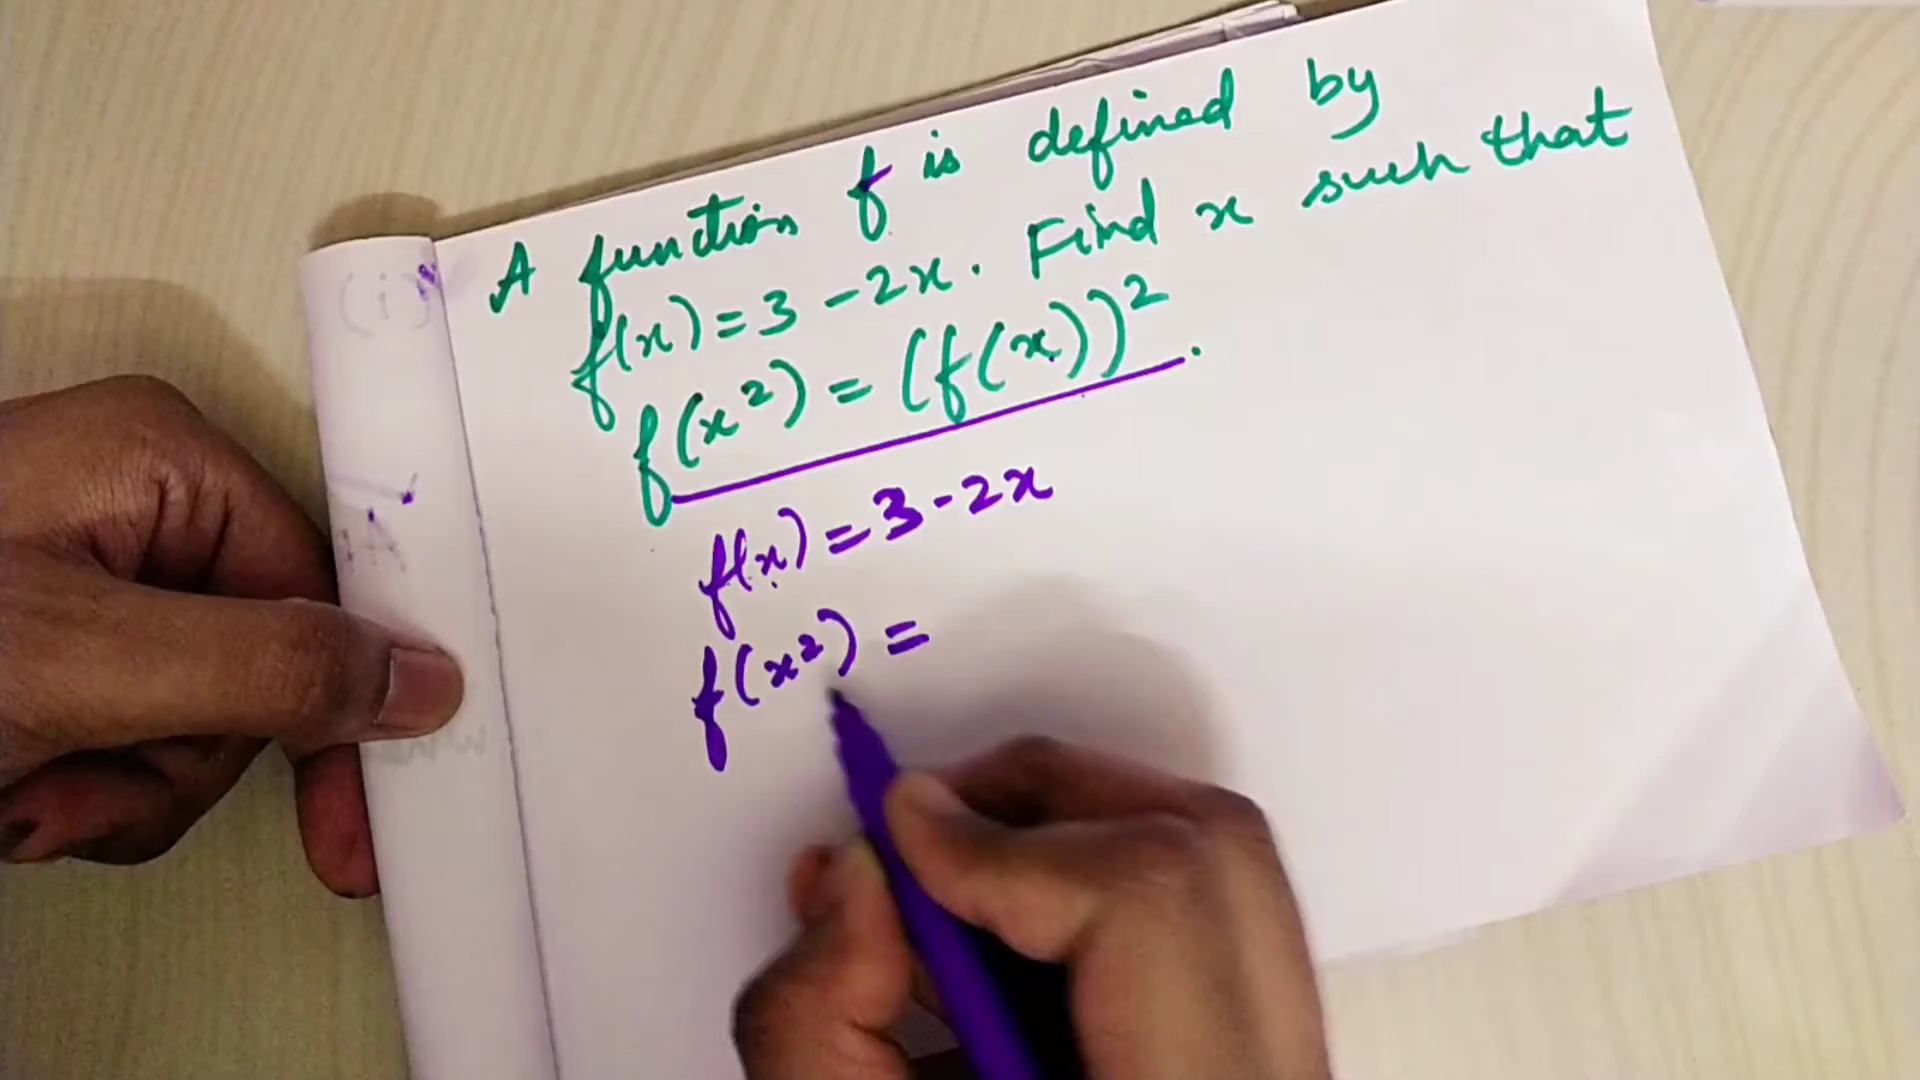 A function f is defined by
f(x) = 3 - 2x. Find x such that
f(x²) = (f(x))².
f(x) = 3 - 2x
f(x²) =
(i)